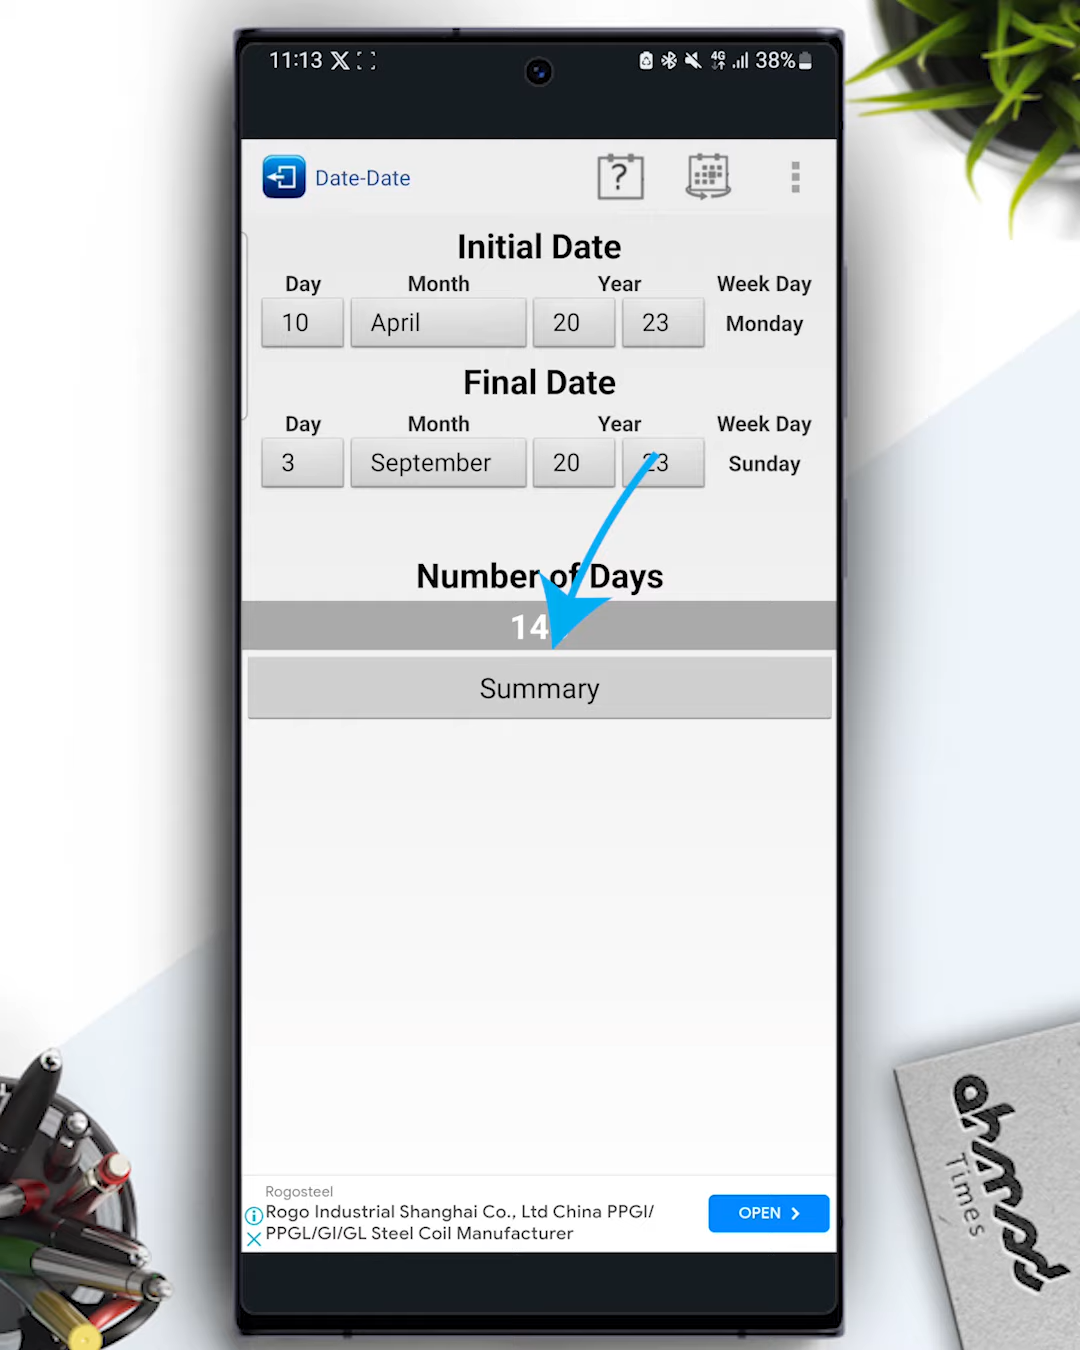 11:13
4G 38%
Date-Date
?
Initial Date
Day Month Year Week Day
10 April 20 23 Monday
Final Date
Day Month Year Week Day
3 September 20 23 Sunday
Number of Days
14
Summary
Rogosteel
Rogo Industrial Shanghai Co., Ltd China PPGI/
PPGL/GI/GL Steel Coil Manufacturer
OPEN
Times